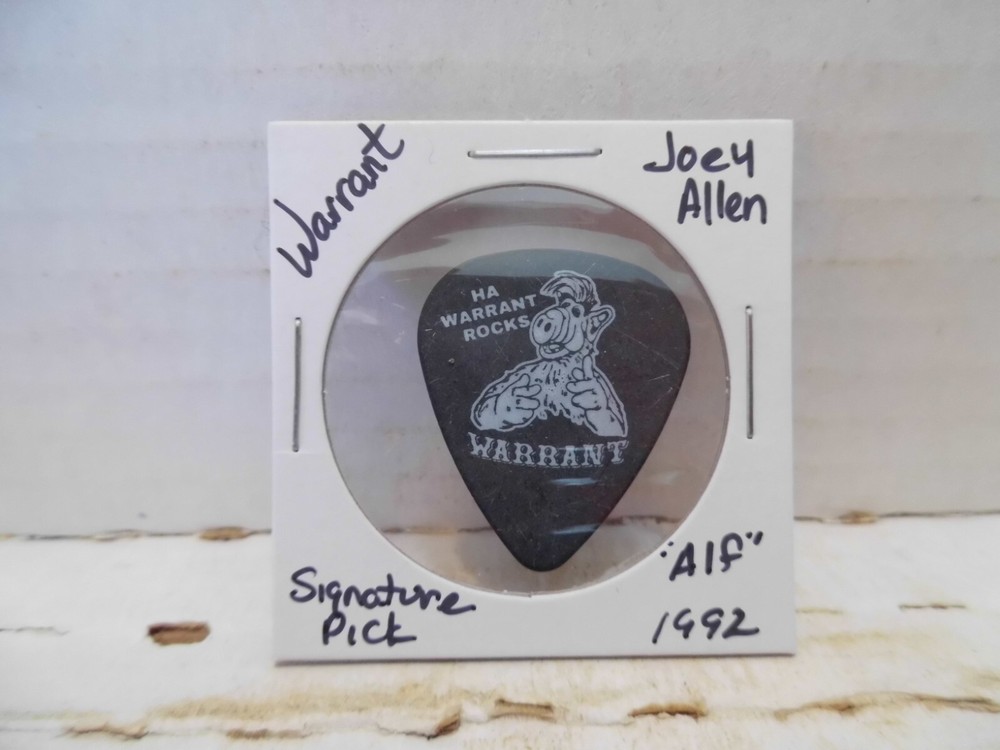 Warrant
Joey
Allen
HA
WARRANT
ROCKS
WARRANT
Signature
Pick
"Alf"
1992